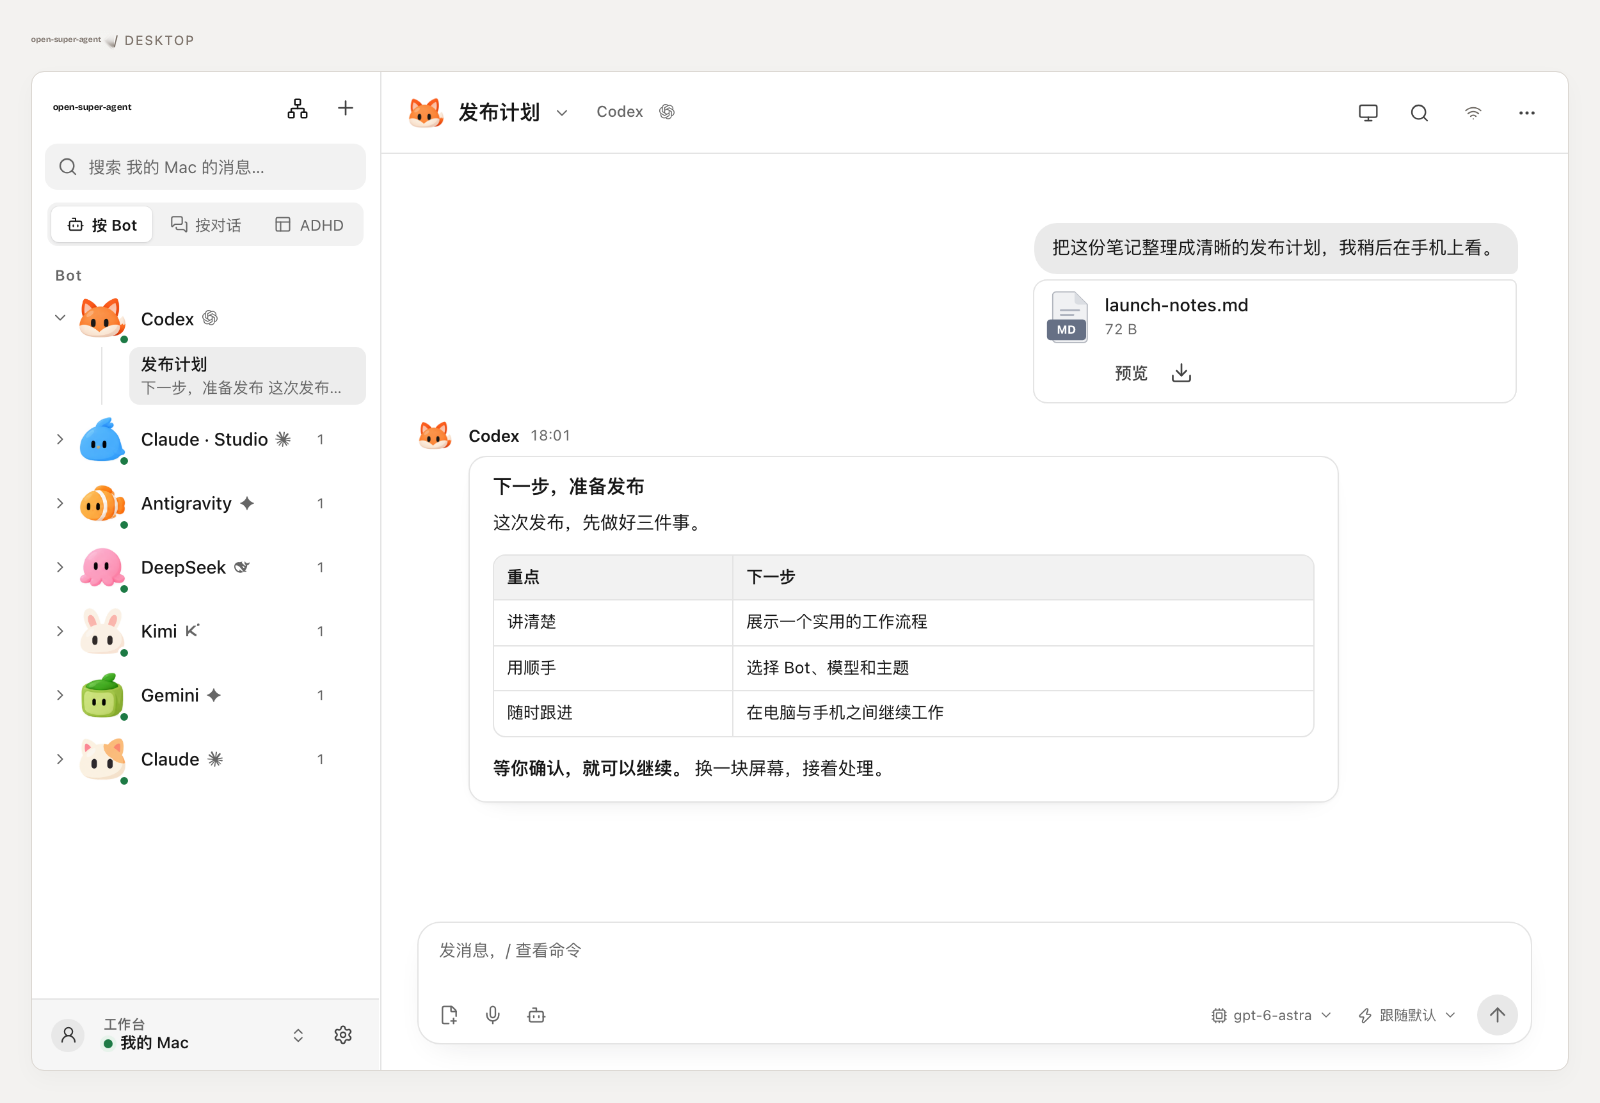 open-super-agent / DESKTOP
open-super-agent
搜索 我的 Mac 的消息...
按 Bot
按对话
ADHD
Bot
Codex
发布计划
下一步，准备发布 这次发布...
Claude · Studio 1
Antigravity 1
DeepSeek 1
Kimi 1
Gemini 1
Claude 1
工作台
我的 Mac
发布计划 Codex
把这份笔记整理成清晰的发布计划，我稍后在手机上看。
MD
launch-notes.md
72 B
预览
Codex 18:01
下一步，准备发布
这次发布，先做好三件事。
重点 下一步
讲清楚 展示一个实用的工作流程
用顺手 选择 Bot、模型和主题
随时跟进 在电脑与手机之间继续工作
等你确认，就可以继续。 换一块屏幕，接着处理。
发消息，/ 查看命令
gpt-6-astra
跟随默认